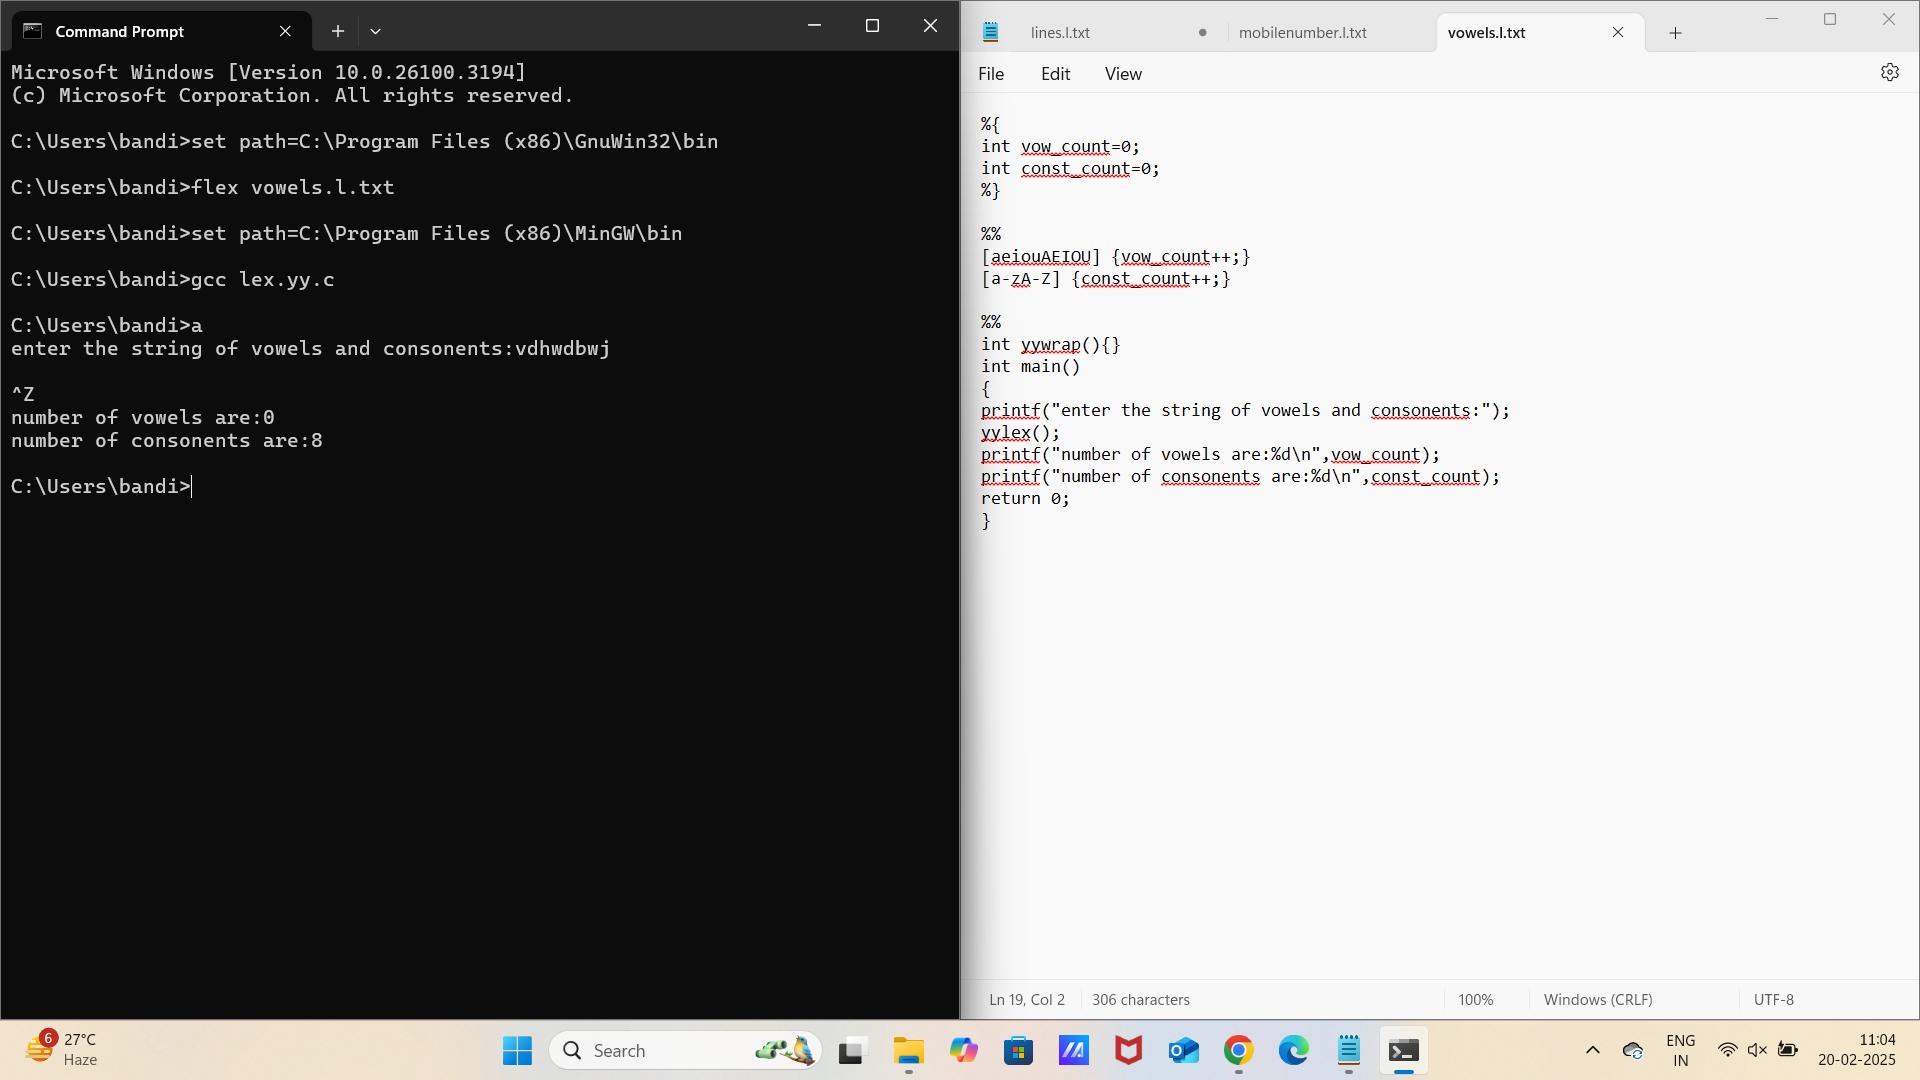 Command Prompt
Microsoft Windows [Version 10.0.26100.3194]
(c) Microsoft Corporation. All rights reserved.
C:\Users\bandi>set path=C:\Program Files (x86)\GnuWin32\bin
C:\Users\bandi>flex vowels.l.txt
C:\Users\bandi>set path=C:\Program Files (x86)\MinGW\bin
C:\Users\bandi>gcc lex.yy.c
C:\Users\bandi>a
enter the string of vowels and consonents:vdhwdbwj
^Z
number of vowels are:0
number of consonents are:8
C:\Users\bandi>
lines.l.txt
mobilenumber.l.txt
vowels.l.txt
File Edit View
%{
int vow_count=0;
int const_count=0;
%}
%%
[aeiouAEIOU] {vow_count++;}
[a-zA-Z] {const_count++;}
%%
int yywrap(){}
int main()
{
printf("enter the string of vowels and consonents:");
yylex();
printf("number of vowels are:%d\n",vow_count);
printf("number of consonents are:%d\n",const_count);
return 0;
}
Ln 19, Col 2 306 characters 100% Windows (CRLF) UTF-8
6
27°C
Haze
Search
ENG
IN
11:04
20-02-2025